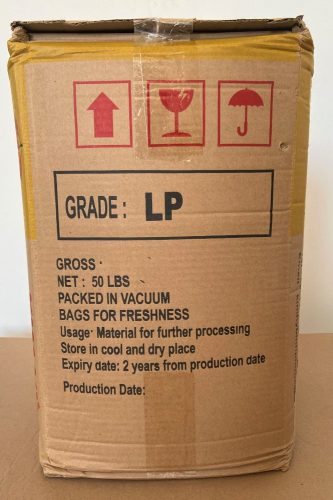 GRADE: LP
GROSS :
NET : 50 LBS
PACKED IN VACUUM
BAGS FOR FRESHNESS
Usage: Material for further processing
Store in cool and dry place
Expiry date: 2 years from production date
Production Date: